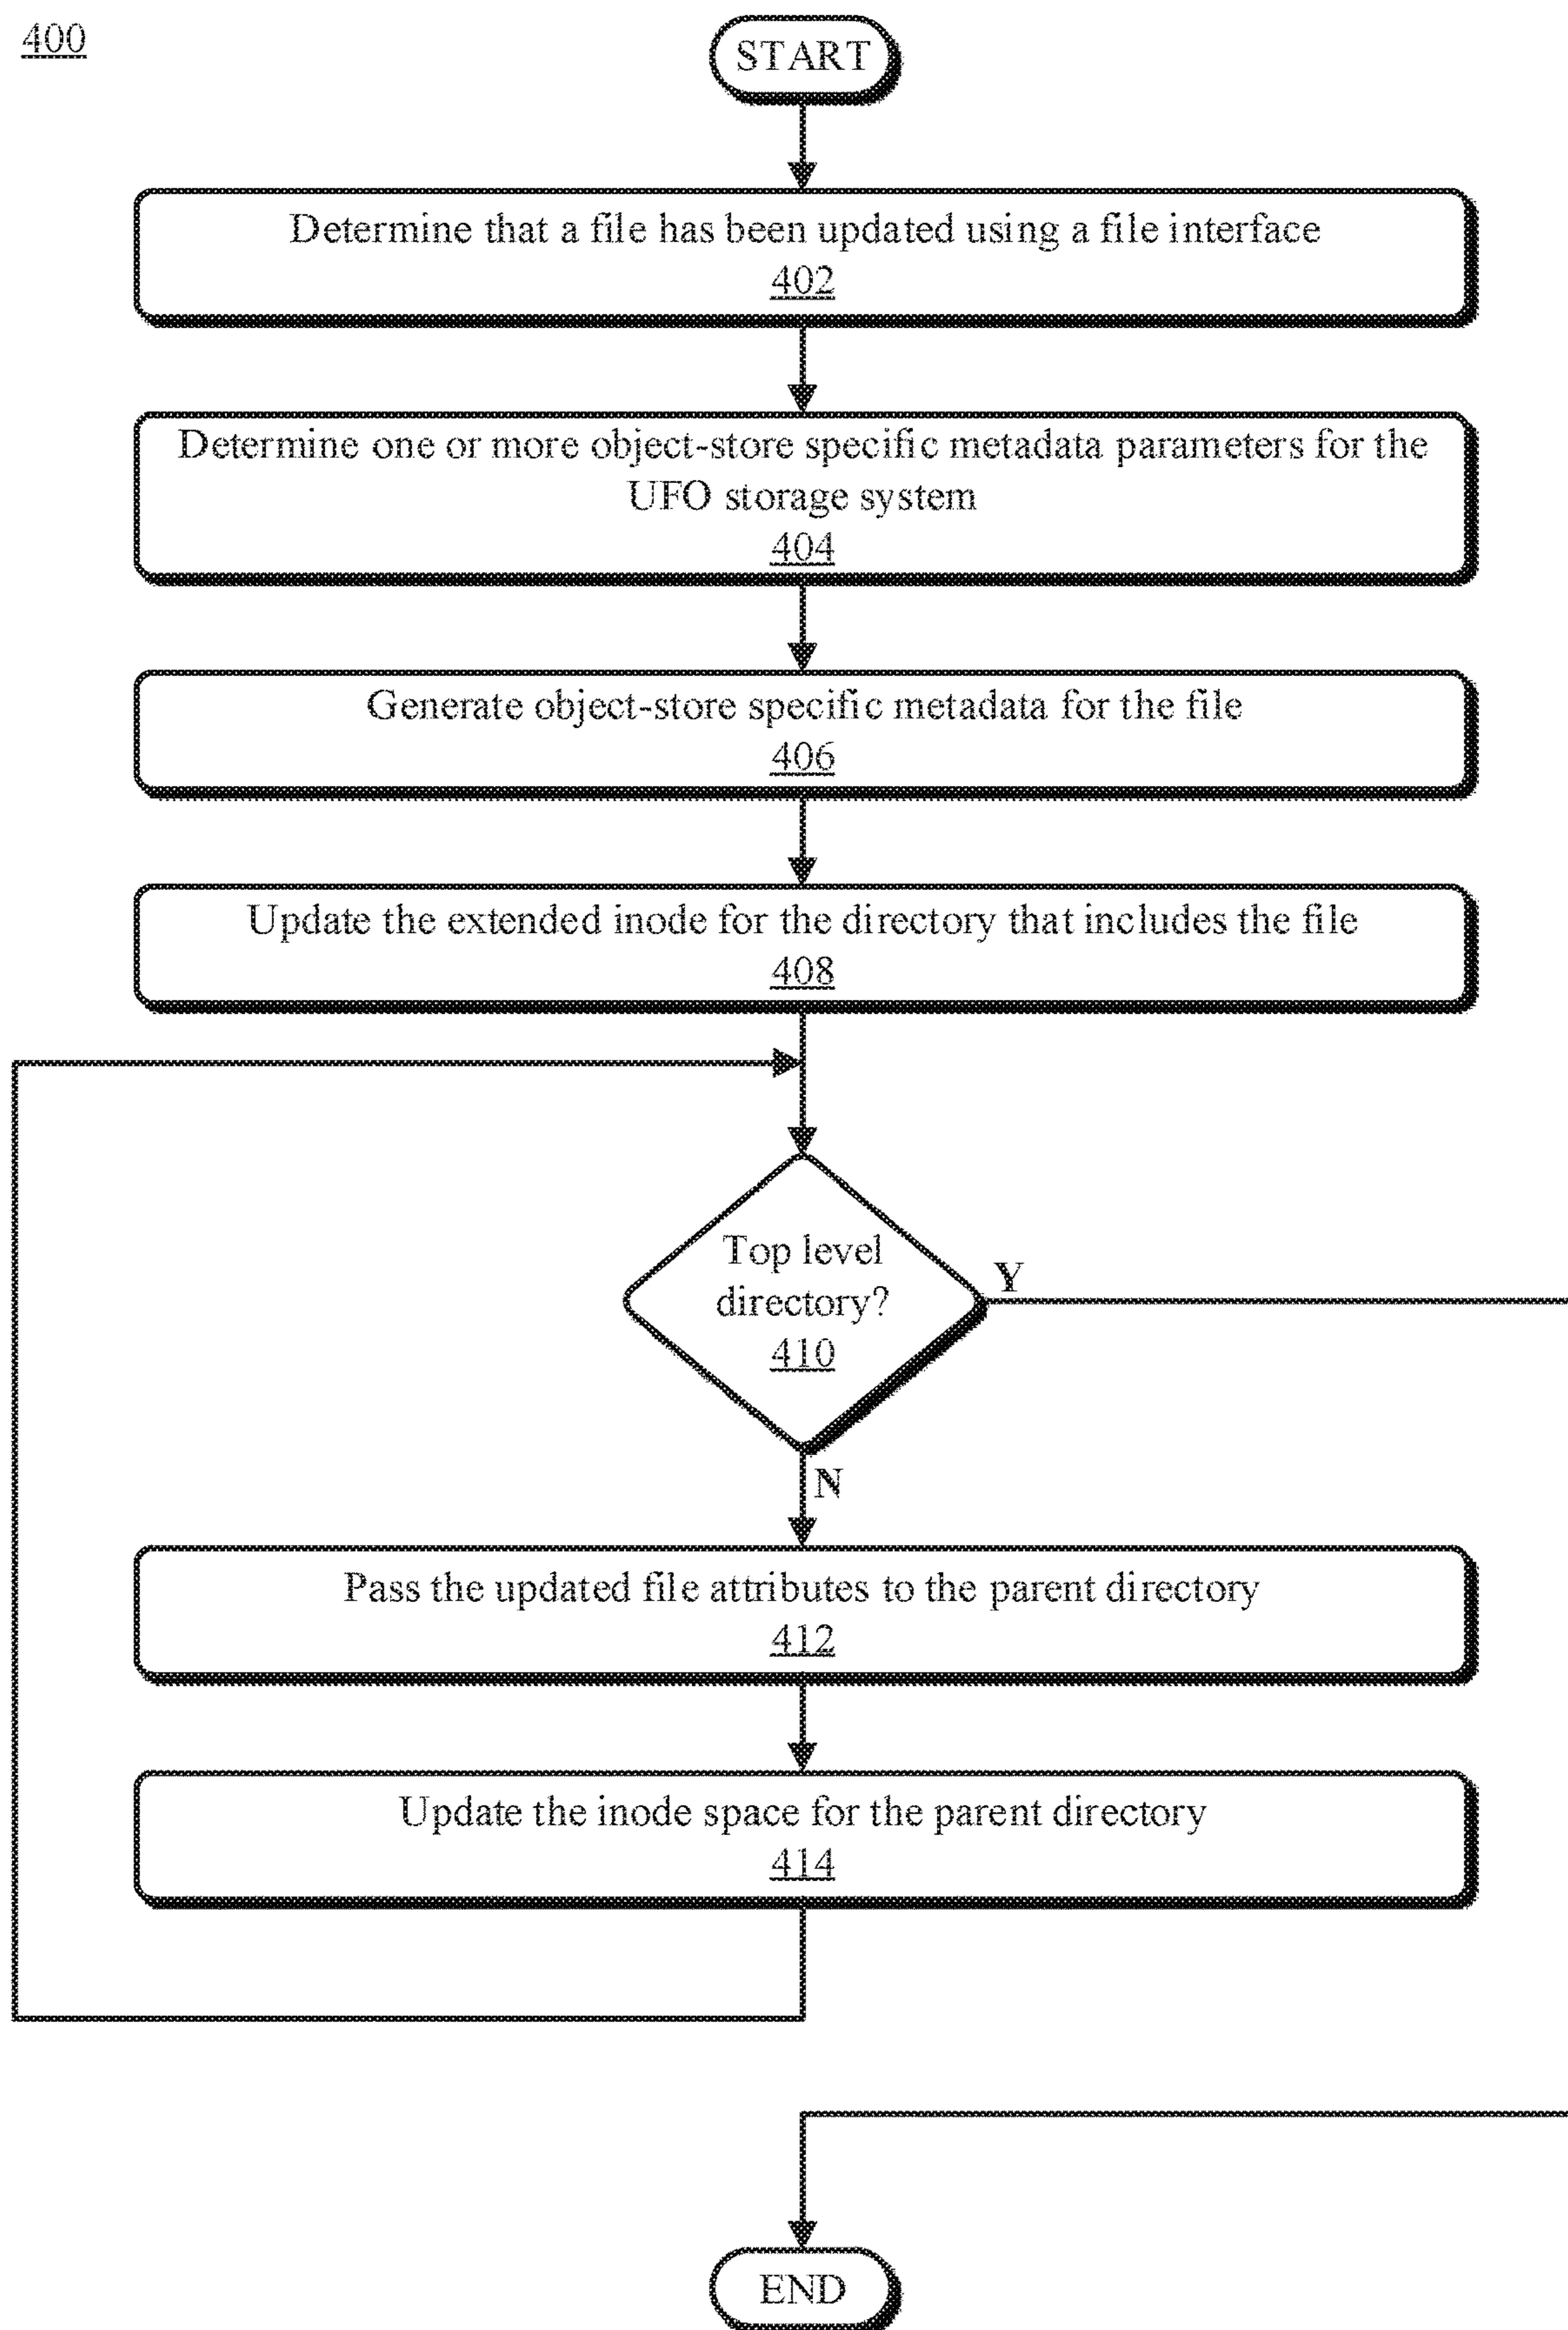 400
START
Determine that a file has been updated using a file interface
402
Determine one or more object-store specific metadata parameters for the
UFO storage system
404
Generate object-store specific metadata for the file
406
Update the extended inode for the directory that includes the file
408
Top level
directory?
410
Y
N
Pass the updated file attributes to the parent directory
412
Update the inode space for the parent directory
414
END